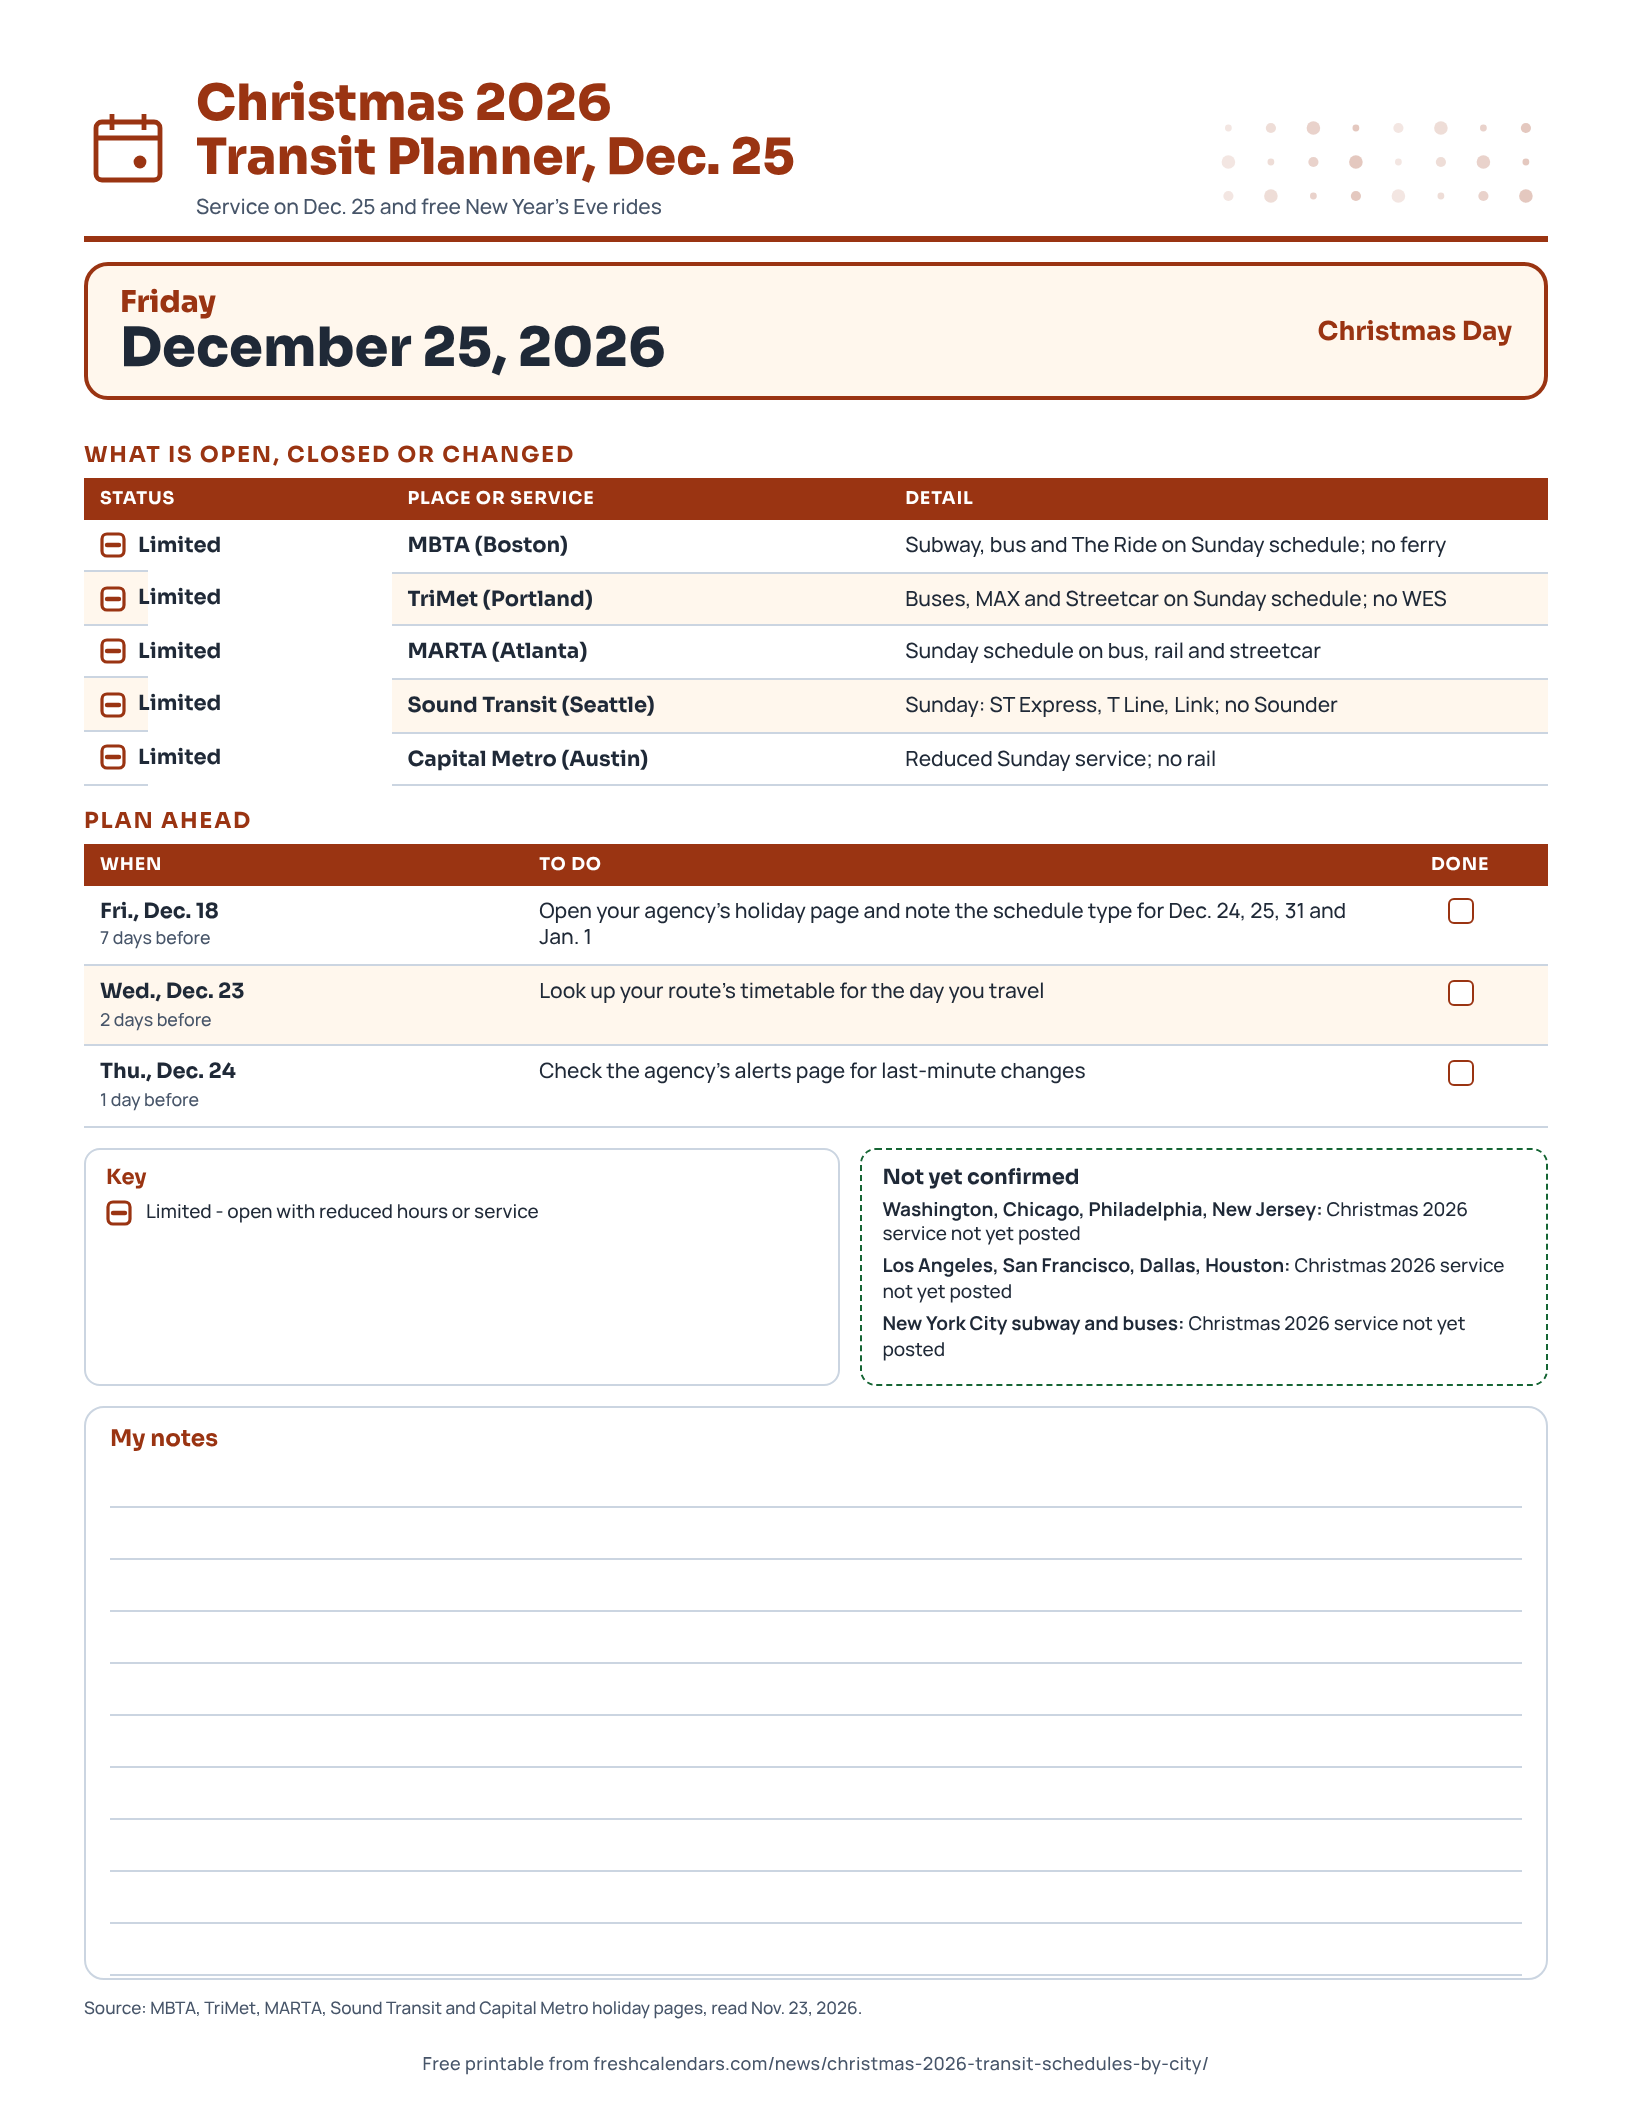 Christmas 2026
Transit Planner, Dec. 25
Service on Dec. 25 and free New Year’s Eve rides
Friday
December 25, 2026
Christmas Day
WHAT IS OPEN, CLOSED OR CHANGED
STATUS PLACE OR SERVICE DETAIL
Limited MBTA (Boston) Subway, bus and The Ride on Sunday schedule; no ferry
Limited TriMet (Portland) Buses, MAX and Streetcar on Sunday schedule; no WES
Limited MARTA (Atlanta) Sunday schedule on bus, rail and streetcar
Limited Sound Transit (Seattle) Sunday: ST Express, T Line, Link; no Sounder
Limited Capital Metro (Austin) Reduced Sunday service; no rail
PLAN AHEAD
WHEN TO DO DONE
Fri., Dec. 18 Open your agency’s holiday page and note the schedule type for Dec. 24, 25, 31 and
7 days before Jan. 1
Wed., Dec. 23 Look up your route’s timetable for the day you travel
2 days before
Thu., Dec. 24 Check the agency’s alerts page for last-minute changes
1 day before
Key
Limited - open with reduced hours or service
Not yet confirmed
Washington, Chicago, Philadelphia, New Jersey: Christmas 2026
service not yet posted
Los Angeles, San Francisco, Dallas, Houston: Christmas 2026 service
not yet posted
New York City subway and buses: Christmas 2026 service not yet
posted
My notes
Source: MBTA, TriMet, MARTA, Sound Transit and Capital Metro holiday pages, read Nov. 23, 2026.
Free printable from freshcalendars.com/news/christmas-2026-transit-schedules-by-city/